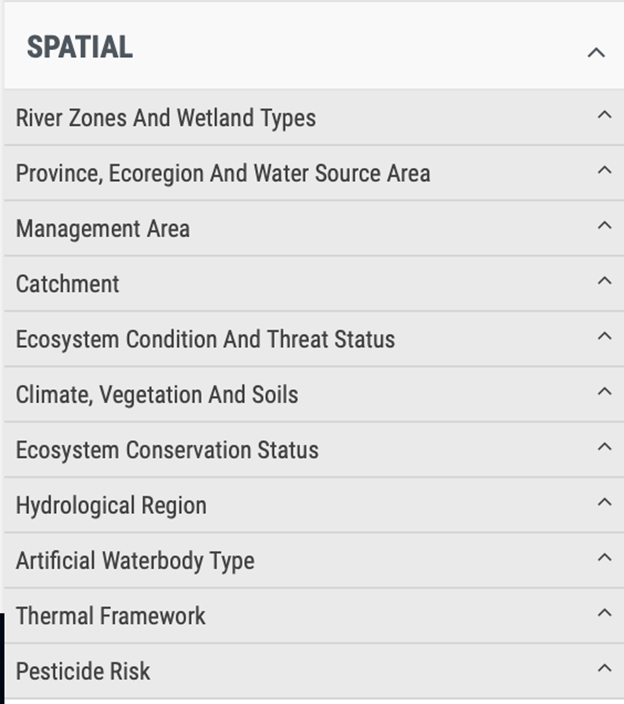 SPATIAL
River Zones And Wetland Types
Province, Ecoregion And Water Source Area
Management Area
Catchment
Ecosystem Condition And Threat Status
Climate, Vegetation And Soils
Ecosystem Conservation Status
Hydrological Region
Artificial Waterbody Type
Thermal Framework
Pesticide Risk